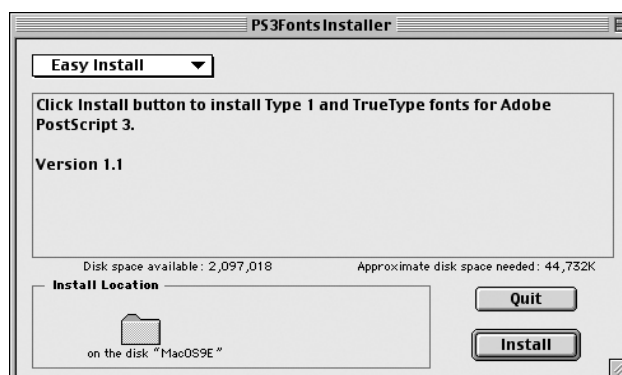 PS3FontsInstaller
Easy Install
Click Install button to install Type 1 and TrueType fonts for Adobe
PostScript 3.
Version 1.1
Disk space available: 2,097,018
Approximate disk space needed: 44,732K
Install Location
on the disk "MacOS9E"
Quit
Install